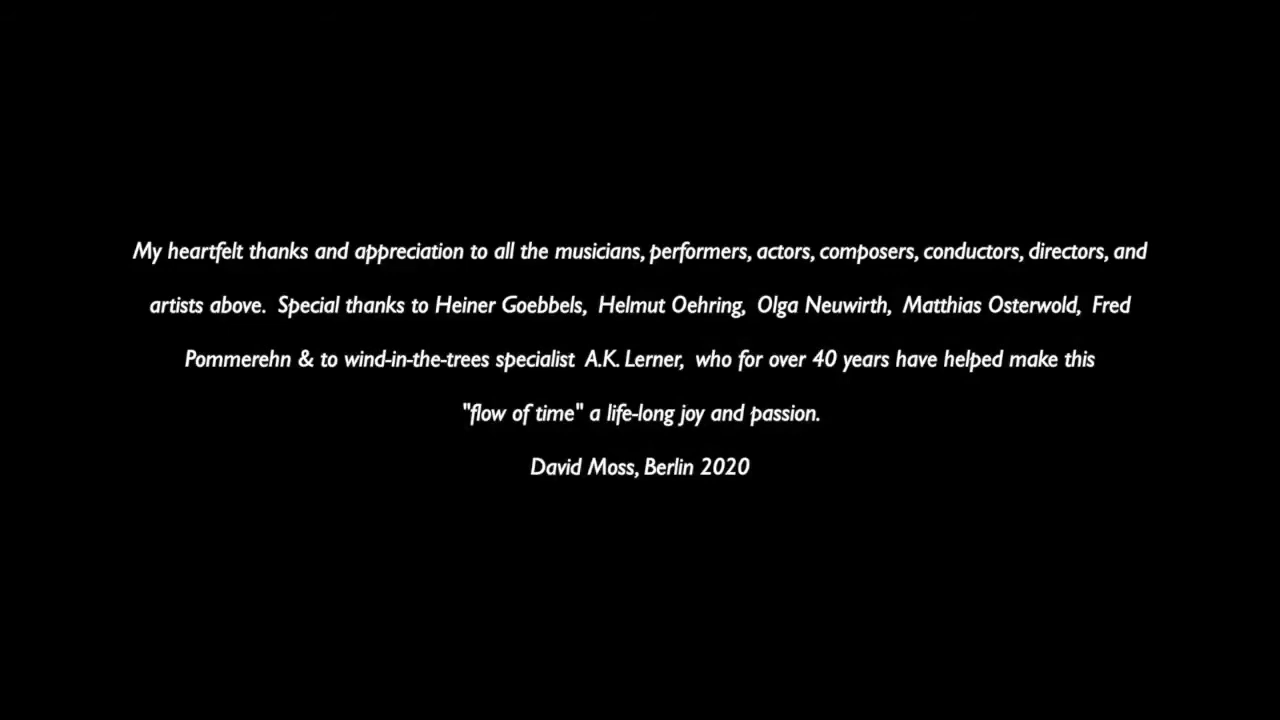 My heartfelt thanks and appreciation to all the musicians, performers, actors, composers, conductors, directors, and
artists above.  Special thanks to Heiner Goebbels,  Helmut Oehring,  Olga Neuwirth,  Matthias Osterwold,  Fred
Pommerehn & to wind-in-the-trees specialist  A.K. Lerner,  who for over 40 years have helped make this
"flow of time" a life-long joy and passion.
David Moss, Berlin 2020